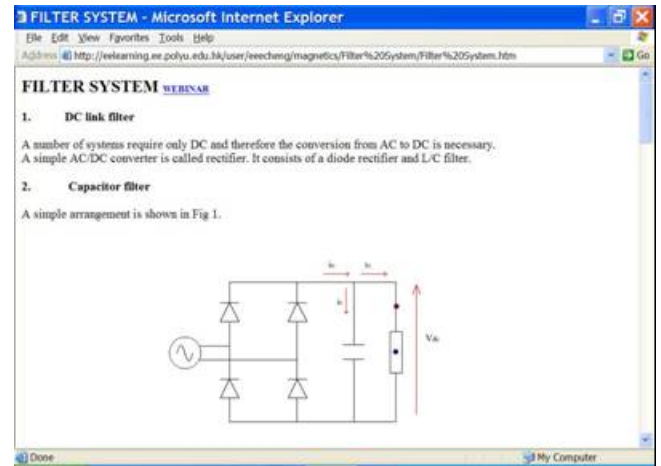 FILTER SYSTEM - Microsoft Internet Explorer
File Edit View Favorites Tools Help
Address http://eelearning.ee.polyu.edu.hk/user/eeecheng/magnetics/Filter%20System/Filter%20System.htm Go
FILTER SYSTEM WEBINAR
1. DC link filter
A number of systems require only DC and therefore the conversion from AC to DC is necessary.
A simple AC/DC converter is called rectifier. It consists of a diode rectifier and L/C filter.
2. Capacitor filter
A simple arrangement is shown in Fig 1.
Vdc
Done My Computer